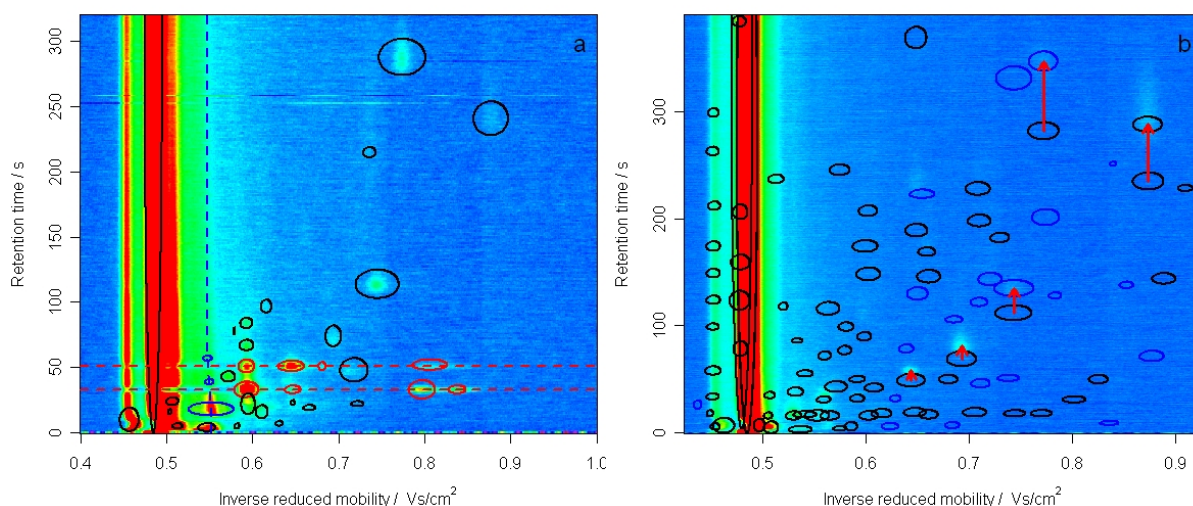 a
Retention time / s
300
250
200
150
100
50
0
0.4 0.5 0.6 0.7 0.8 0.9 1.0
Inverse reduced mobility / Vs/cm²
b
Retention time / s
300
200
100
0
0.5 0.6 0.7 0.8 0.9
Inverse reduced mobility / Vs/cm²